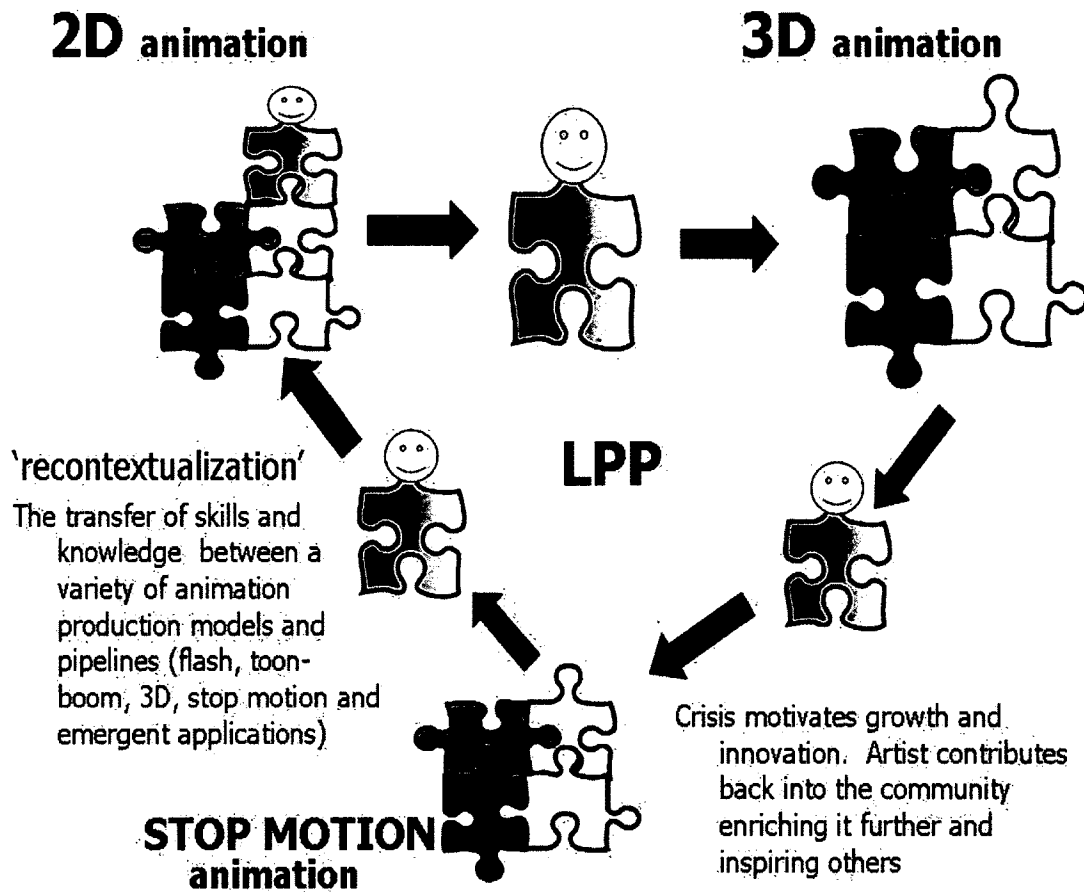 2D animation
3D animation
LPP
'recontextualization'
The transfer of skills and
knowledge between a
variety of animation
production models and
pipelines (flash, toon-
boom, 3D, stop motion and
emergent applications)
Crisis motivates growth and
innovation. Artist contributes
back into the community
enriching it further and
inspiring others
STOP MOTION
animation